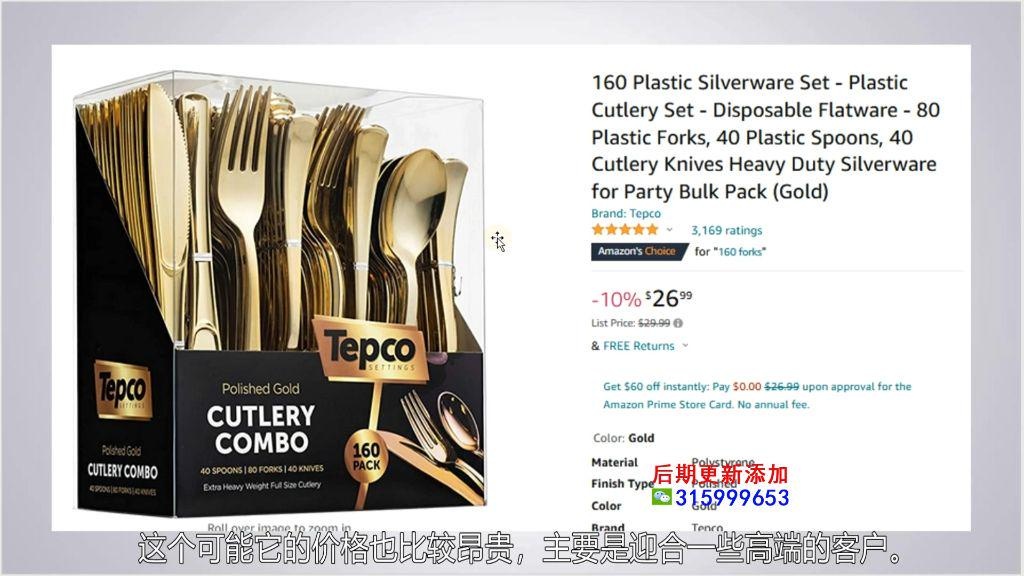 160 Plastic Silverware Set - Plastic
Cutlery Set - Disposable Flatware - 80
Plastic Forks, 40 Plastic Spoons, 40
Cutlery Knives Heavy Duty Silverware
for Party Bulk Pack (Gold)
Brand: Tepco
3,169 ratings
Amazon's Choice for "160 forks"
-10% $26⁹⁹
List Price: $29.99
& FREE Returns
Get $60 off instantly: Pay $0.00 $26.99 upon approval for the
Amazon Prime Store Card. No annual fee.
Color: Gold
Material Polystyrene
Finish Type Polished
Color Gold
Brand Tepco
后期更新添加
315999653
Tepco
SETTINGS
Polished Gold
CUTLERY
COMBO
40 SPOONS | 80 FORKS | 40 KNIVES
Extra Heavy Weight Full Size Cutlery
160
PACK
Tepco
SETTINGS
Polished Gold
CUTLERY COMBO
40 SPOONS | 80 FORKS | 40 KNIVES
Roll over image to zoom in
这个可能它的价格也比较昂贵，主要是迎合一些高端的客户。